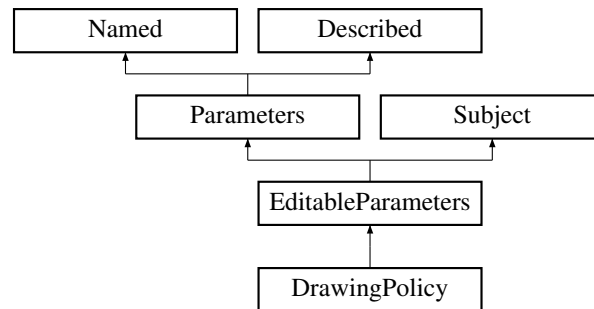 Named
Described
Parameters
Subject
EditableParameters
DrawingPolicy